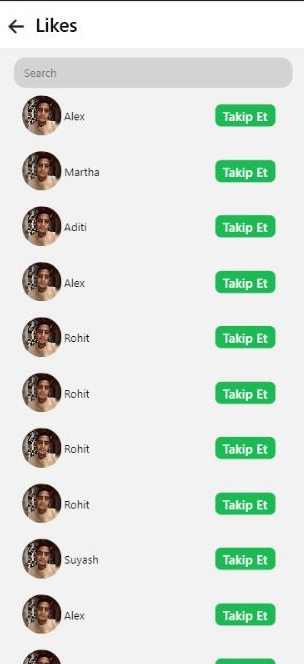 Likes
Search
Alex Takip Et
Martha Takip Et
Aditi Takip Et
Alex Takip Et
Rohit Takip Et
Rohit Takip Et
Rohit Takip Et
Rohit Takip Et
Suyash Takip Et
Alex Takip Et